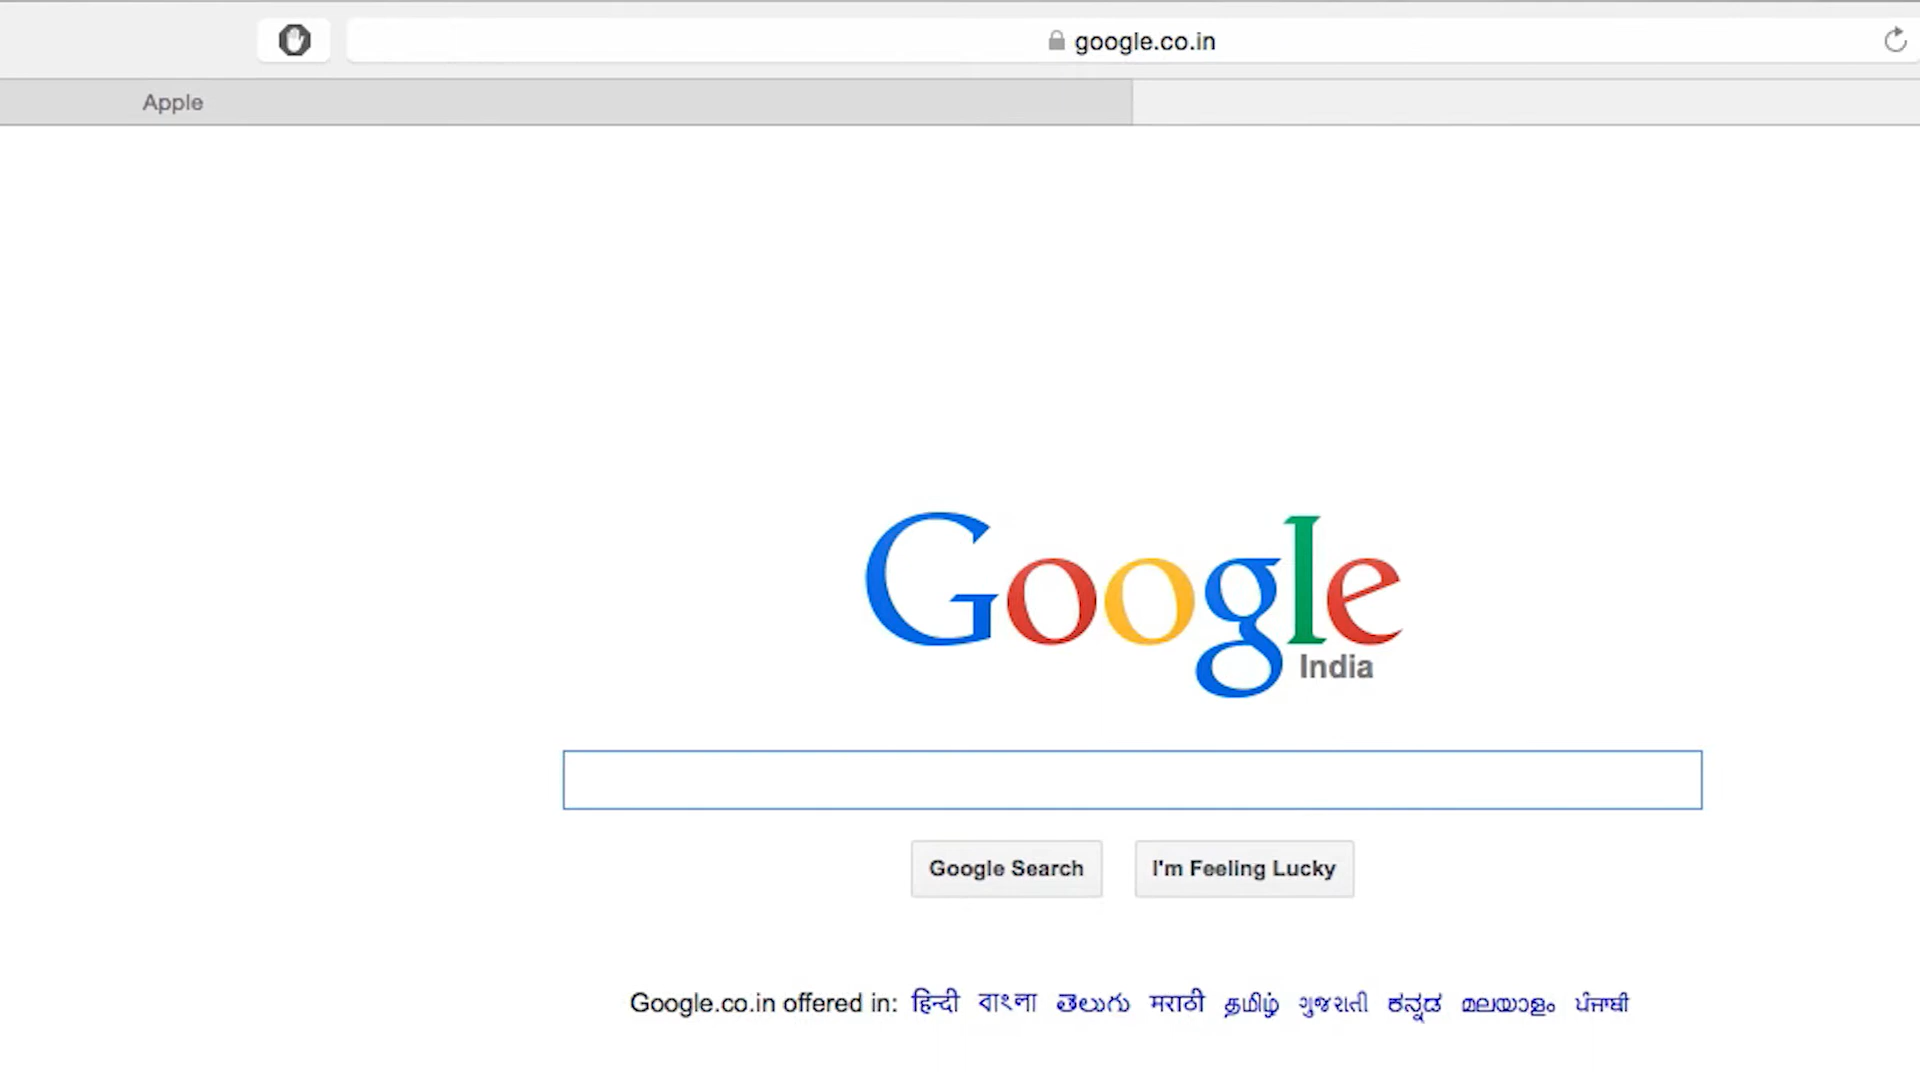 google.co.in
Apple
Google
India
Google Search
I'm Feeling Lucky
Google.co.in offered in: हिन्दी বাংলা తెలుగు मराठी தமிழ் ગુજરાતી ಕನ್ನಡ മലയാളം ਪੰਜਾਬੀ